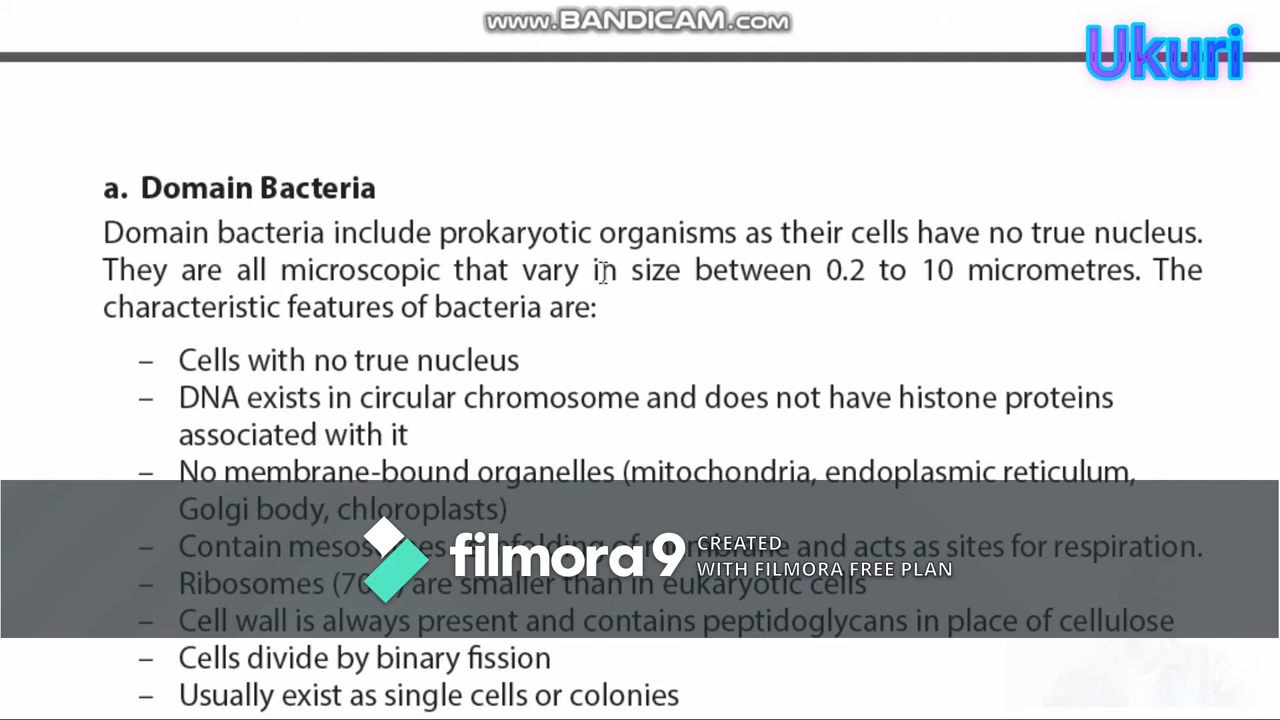 www.BANDICAM.com
Ukuri
a. Domain Bacteria
Domain bacteria include prokaryotic organisms as their cells have no true nucleus.
They are all microscopic that vary in size between 0.2 to 10 micrometres. The
characteristic features of bacteria are:
– Cells with no true nucleus
– DNA exists in circular chromosome and does not have histone proteins
associated with it
– No membrane-bound organelles (mitochondria, endoplasmic reticulum,
Golgi body, chloroplasts)
– Contain of and acts as sites for respiration.
– Ribosomes are smaller than in eukaryotic cells
– Cell wall is always present and contains peptidoglycans in place of cellulose
filmora9 CREATED
WITH FILMORA FREE PLAN
– Cells divide by binary fission
– Usually exist as single cells or colonies